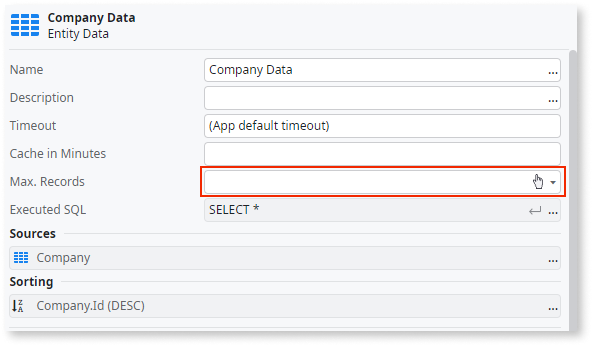 Company Data
Entity Data
Name Company Data ...
Description ...
Timeout (App default timeout)
Cache in Minutes
Max. Records
Executed SQL SELECT * ...
Sources
Company ...
Sorting
Company.Id (DESC) ...